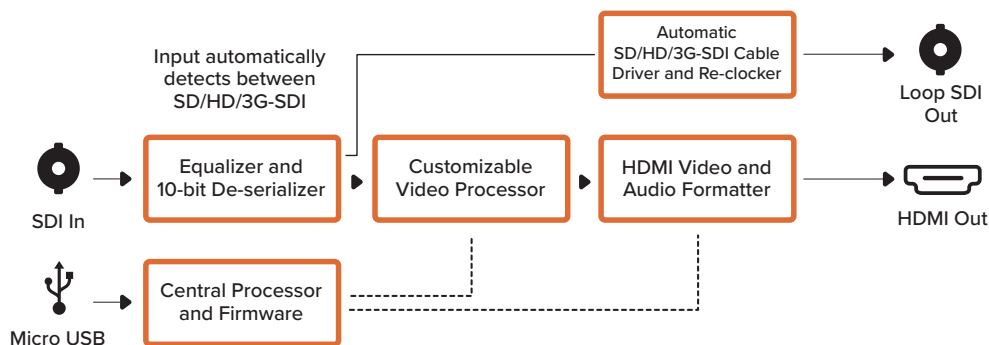 Input automatically
detects between
SD/HD/3G-SDI
Automatic
SD/HD/3G-SDI Cable
Driver and Re-clocker
Loop SDI
Out
SDI In
Equalizer and
10-bit De-serializer
Customizable
Video Processor
HDMI Video and
Audio Formatter
HDMI Out
Micro USB
Central Processor
and Firmware